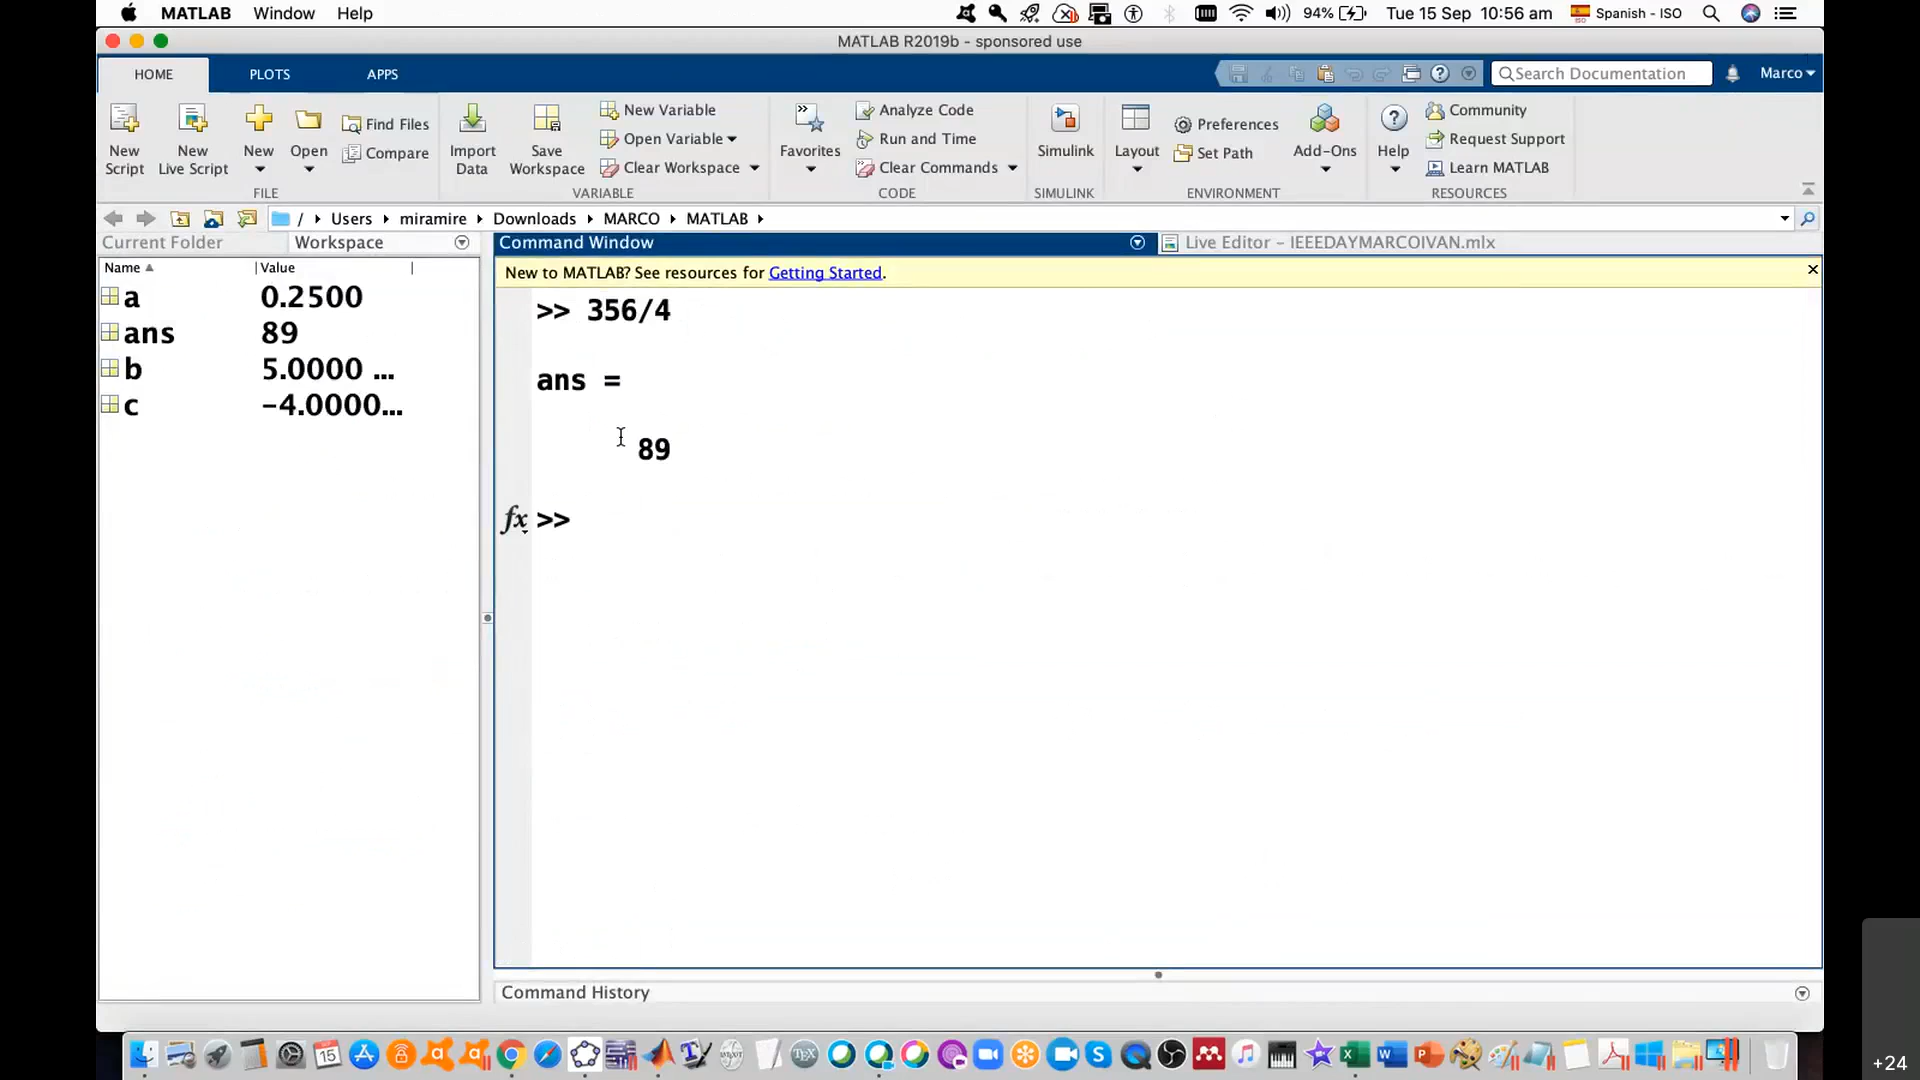 MATLAB Window Help 94% Tue 15 Sep 10:56 am Spanish - ISO
MATLAB R2019b - sponsored use
HOME PLOTS APPS Search Documentation Marco
New Script
New Live Script
New
Open
Find Files
Compare
FILE
Import Data
Save Workspace
New Variable
Open Variable
Clear Workspace
VARIABLE
Favorites
Analyze Code
Run and Time
Clear Commands
CODE
Simulink
SIMULINK
Layout
Preferences
Set Path
Add-Ons
ENVIRONMENT
Help
Community
Request Support
Learn MATLAB
RESOURCES
/ Users miramire Downloads MARCO MATLAB
Current Folder Workspace
Name Value
a 0.2500
ans 89
b 5.0000 ...
c -4.0000...
Command Window Live Editor - IEEEDAYMARCOIVAN.mlx
New to MATLAB? See resources for Getting Started.
>> 356/4
ans =
89
fx >>
Command History
+24